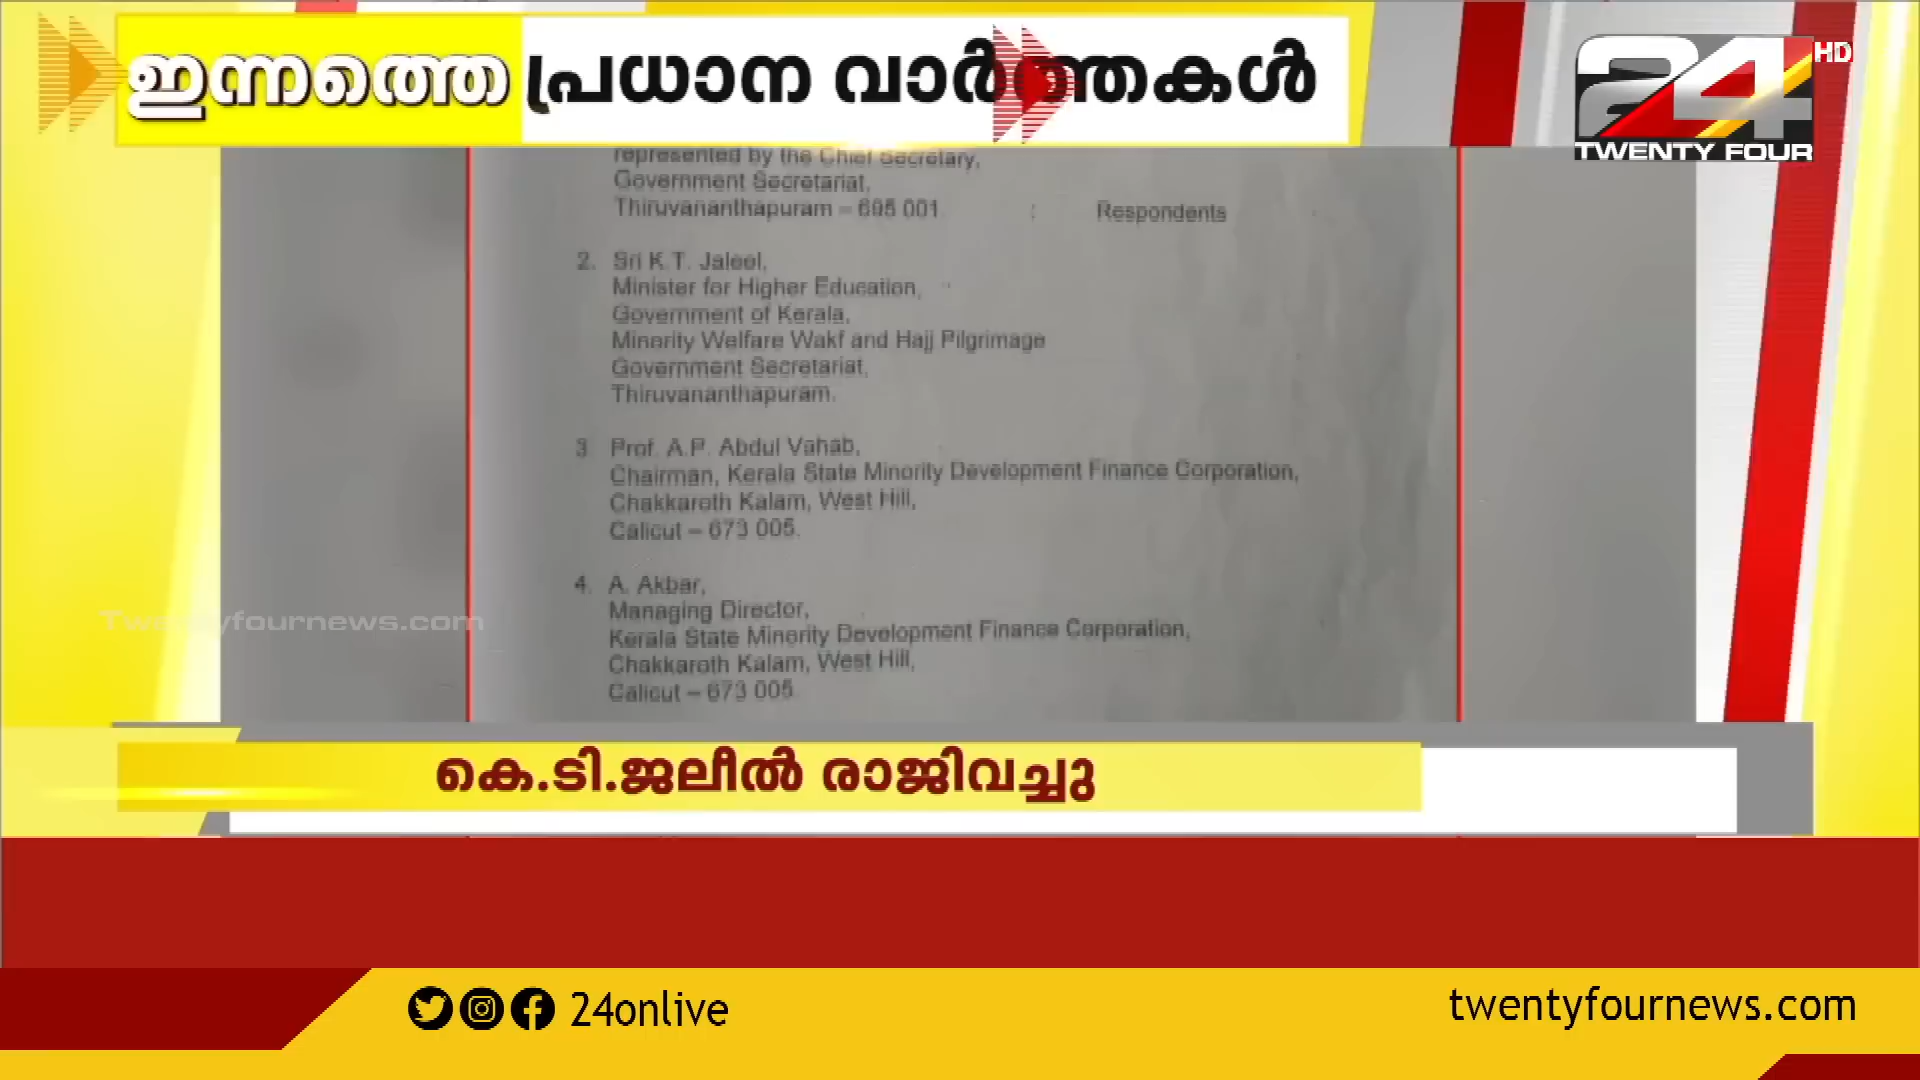 ഇന്നത്തെ പ്രധാന വാർത്തകൾ
24 HD
TWENTY FOUR
represented by the Chief Secretary,
Government Secretariat,
Thiruvananthapuram – 695 001 : Respondents
2. Sri K.T. Jaleel,
Minister for Higher Education,
Government of Kerala,
Minority Welfare Wakf and Hajj Pilgrimage
Government Secretariat,
Thiruvananthapuram.
3 Prof. A.P. Abdul Vahab,
Chairman, Kerala State Minority Development Finance Corporation,
Chakkaroth Kalam, West Hill,
Calicut – 673 005.
4. A. Akbar,
Managing Director,
Kerala State Minority Development Finance Corporation,
Chakkaroth Kalam, West Hill,
Calicut – 673 005
Twentyfournews.com
കെ.ടി.ജലീൽ രാജിവച്ചു
24onlive
twentyfournews.com